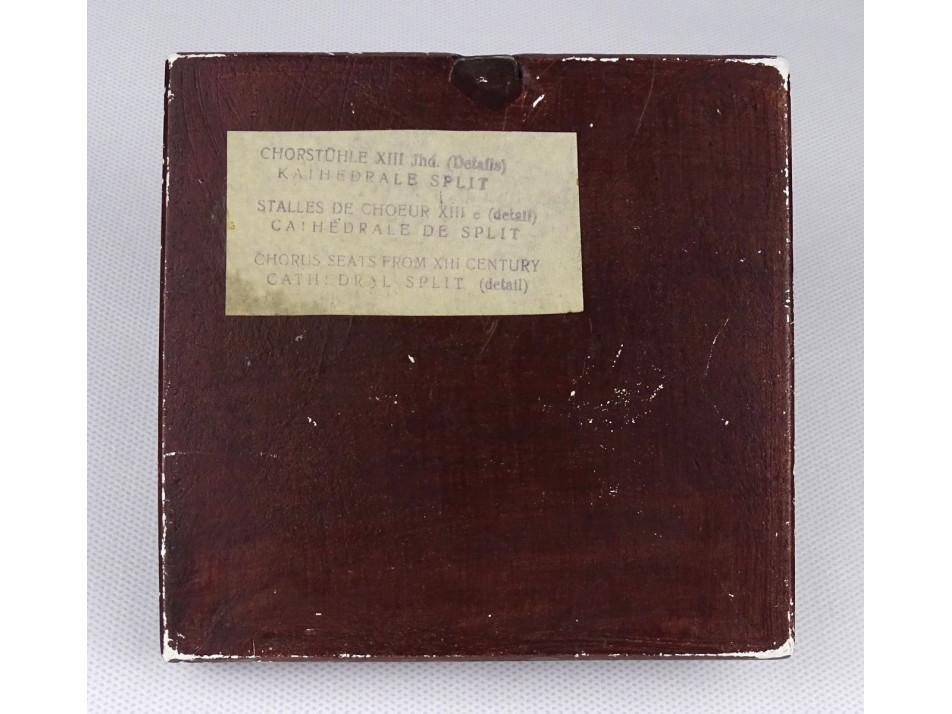 CHORSTÜHLE XIII Jhd. (Details)
KATHEDRALE SPLIT
STALLES DE CHOEUR XIII e (detail)
CATHÉDRALE DE SPLIT
CHORUS SEATS FROM XIII CENTURY
CATHEDRAL SPLIT (detail)